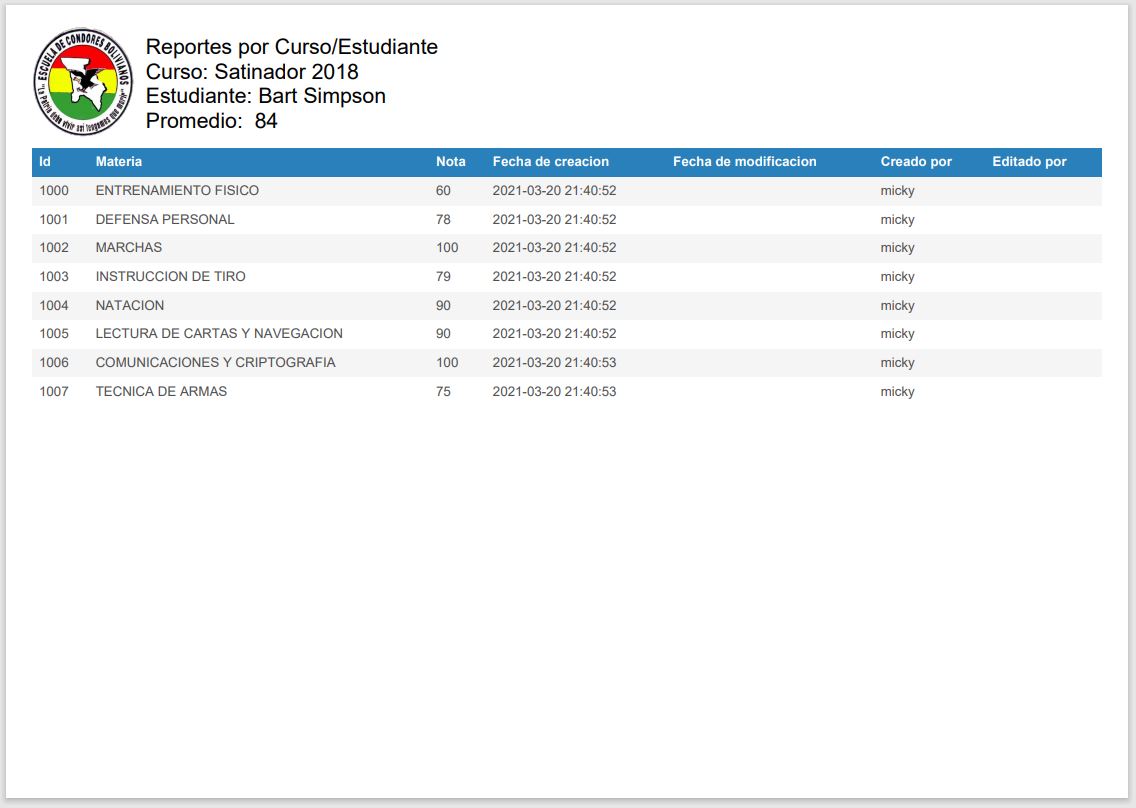 ESCUELA DE CONDORES BOLIVIANOS
"La Patria debe vivir asi tengamos que morir"
Reportes por Curso/Estudiante
Curso: Satinador 2018
Estudiante: Bart Simpson
Promedio: 84
Id Materia Nota Fecha de creacion Fecha de modificacion Creado por Editado por
1000 ENTRENAMIENTO FISICO 60 2021-03-20 21:40:52 micky
1001 DEFENSA PERSONAL 78 2021-03-20 21:40:52 micky
1002 MARCHAS 100 2021-03-20 21:40:52 micky
1003 INSTRUCCION DE TIRO 79 2021-03-20 21:40:52 micky
1004 NATACION 90 2021-03-20 21:40:52 micky
1005 LECTURA DE CARTAS Y NAVEGACION 90 2021-03-20 21:40:52 micky
1006 COMUNICACIONES Y CRIPTOGRAFIA 100 2021-03-20 21:40:53 micky
1007 TECNICA DE ARMAS 75 2021-03-20 21:40:53 micky